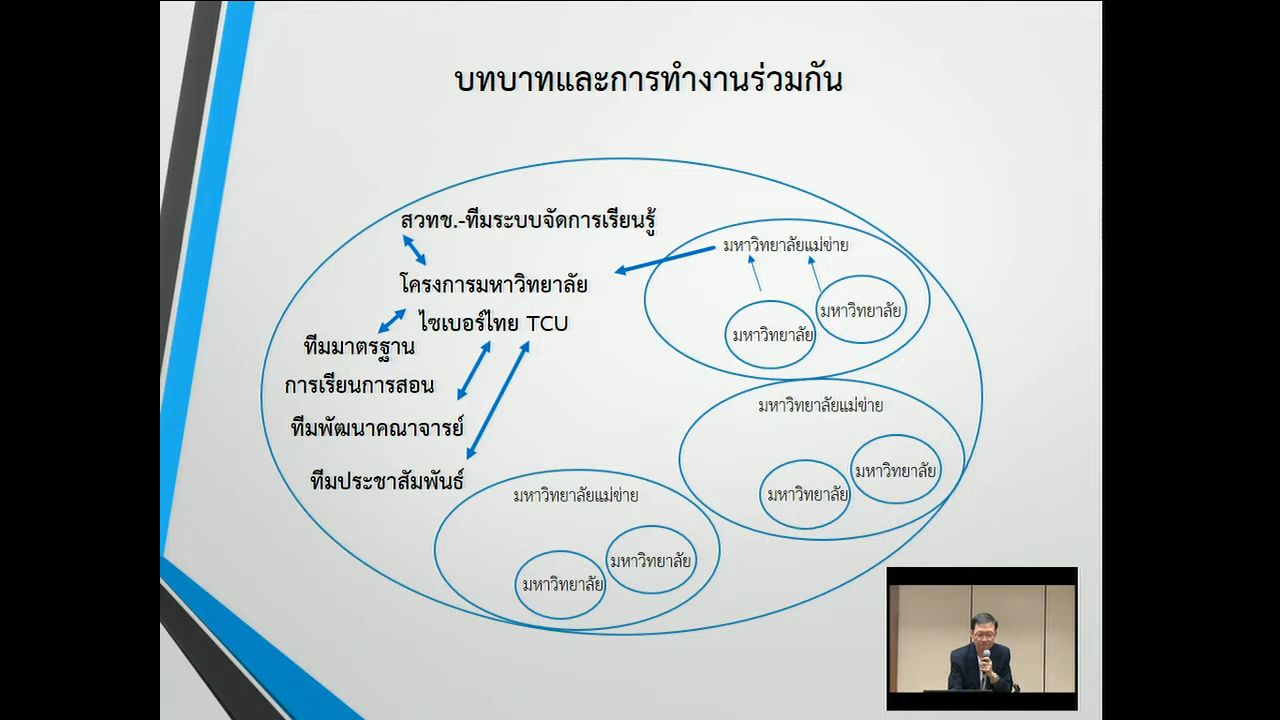 บทบาทและการทำงานร่วมกัน
สวทช.-ทีมระบบจัดการเรียนรู้
โครงการมหาวิทยาลัย
ไซเบอร์ไทย TCU
ทีมมาตรฐาน
การเรียนการสอน
ทีมพัฒนาคณาจารย์
ทีมประชาสัมพันธ์
มหาวิทยาลัยแม่ข่าย
มหาวิทยาลัย
มหาวิทยาลัย
มหาวิทยาลัยแม่ข่าย
มหาวิทยาลัย
มหาวิทยาลัย
มหาวิทยาลัยแม่ข่าย
มหาวิทยาลัย
มหาวิทยาลัย